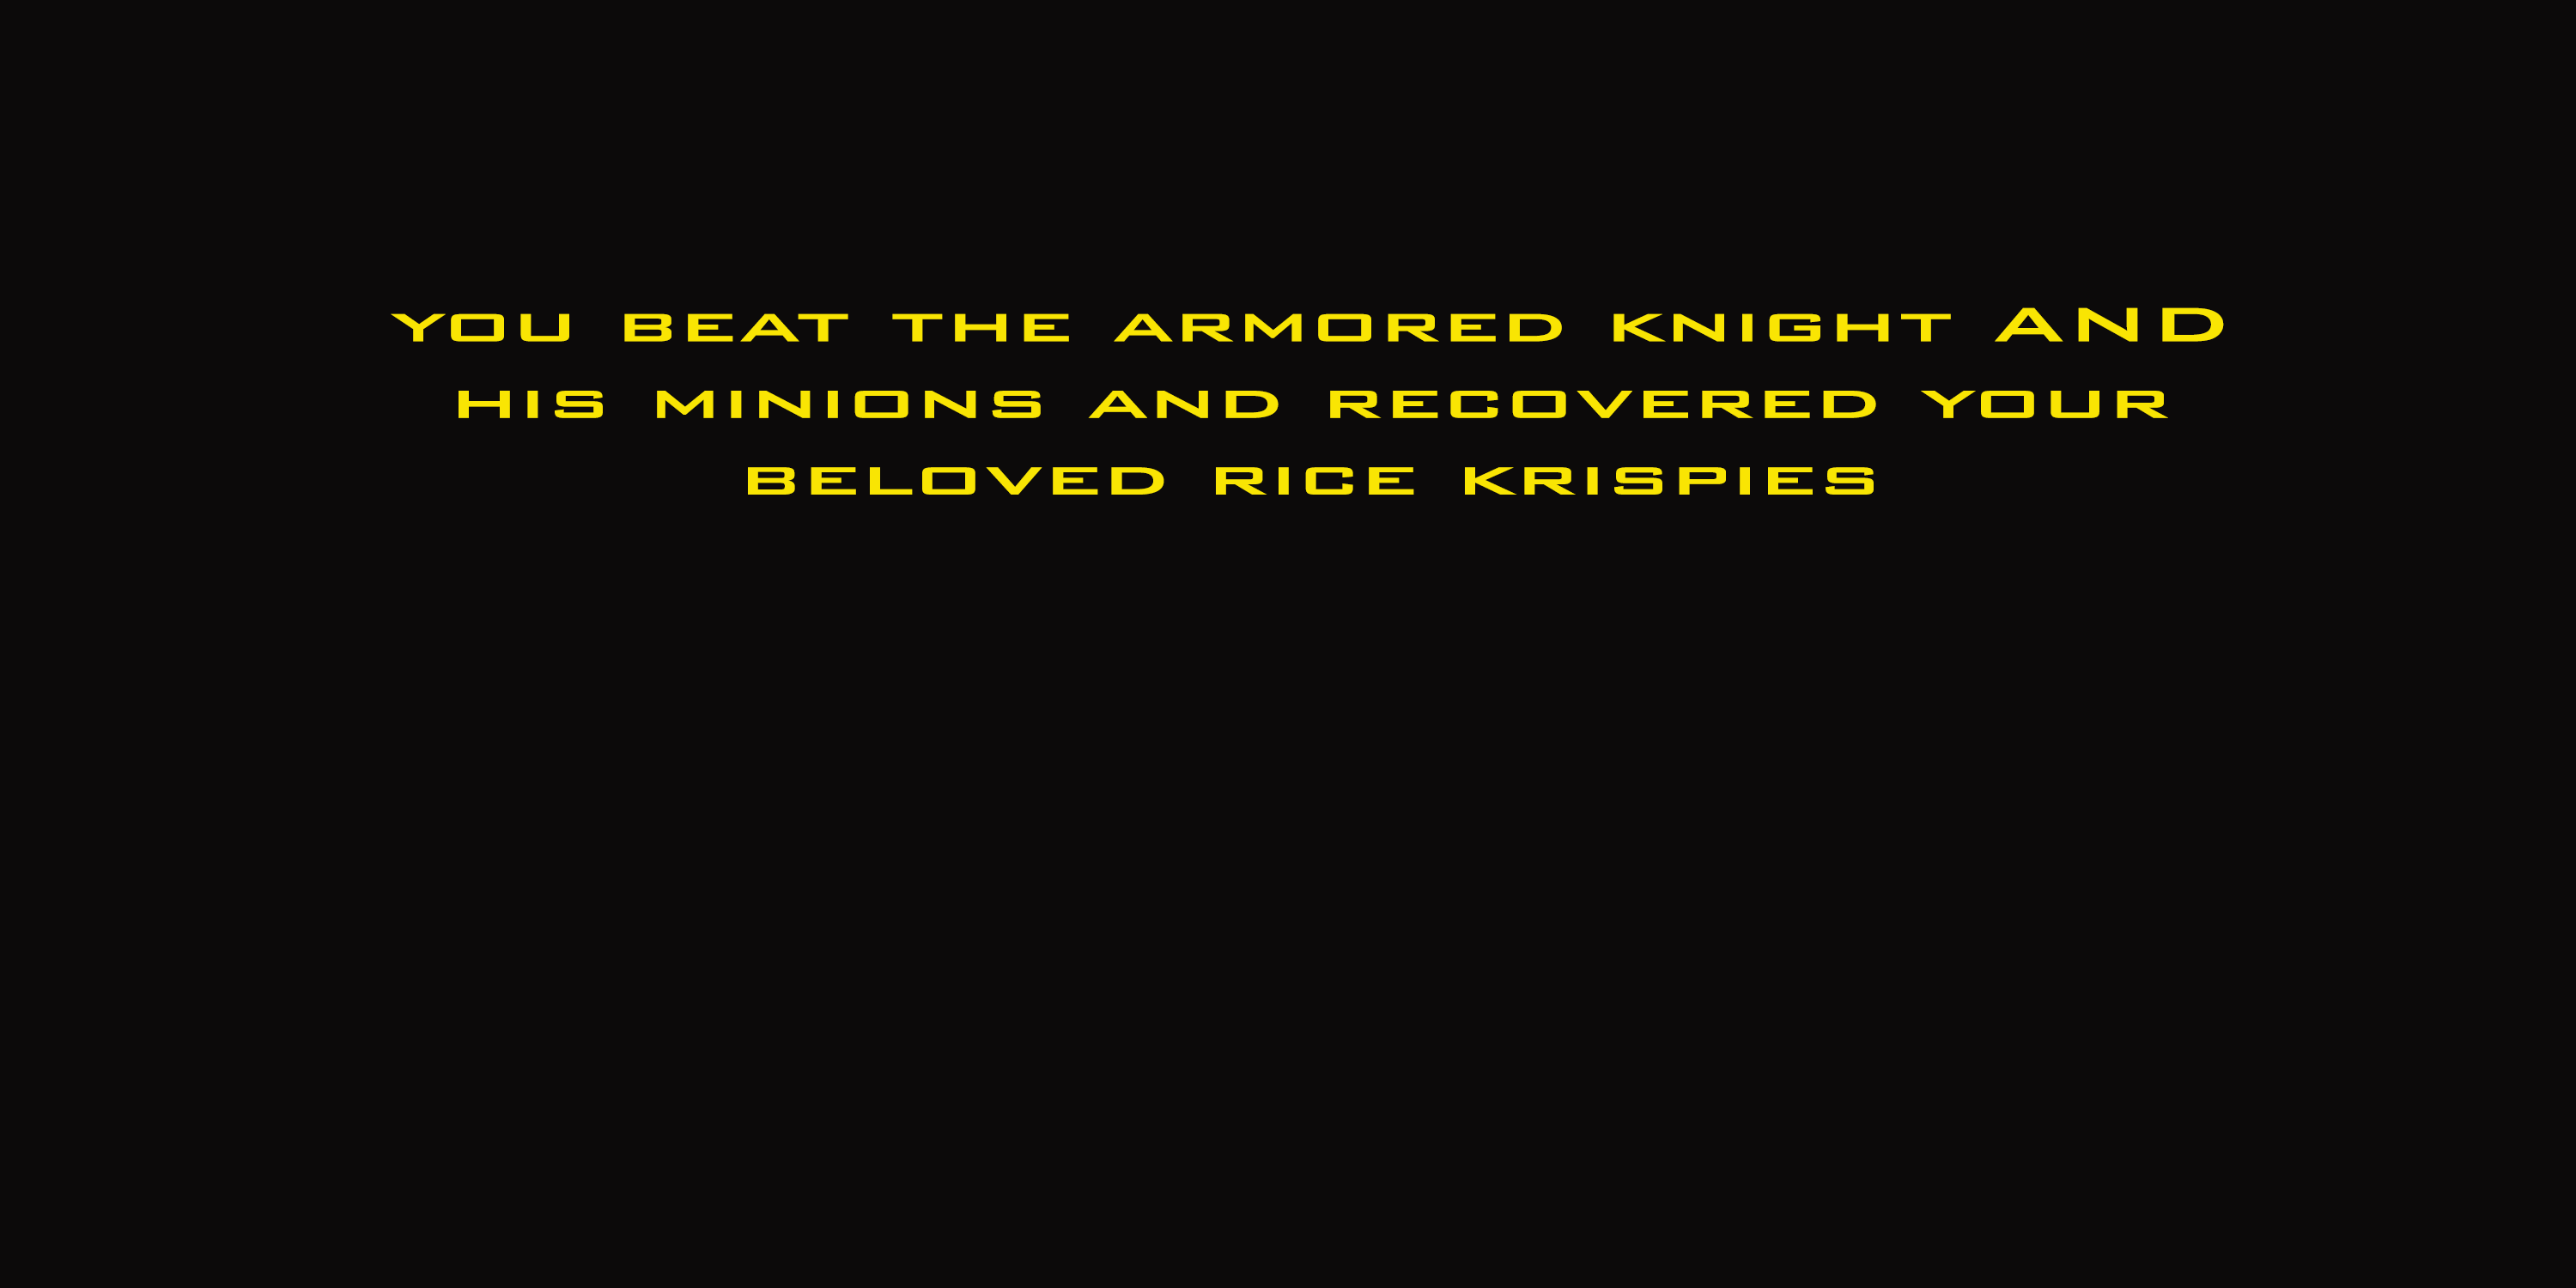 YOU BEAT THE ARMORED KNIGHT AND
HIS MINIONS AND RECOVERED YOUR
BELOVED RICE KRISPIES